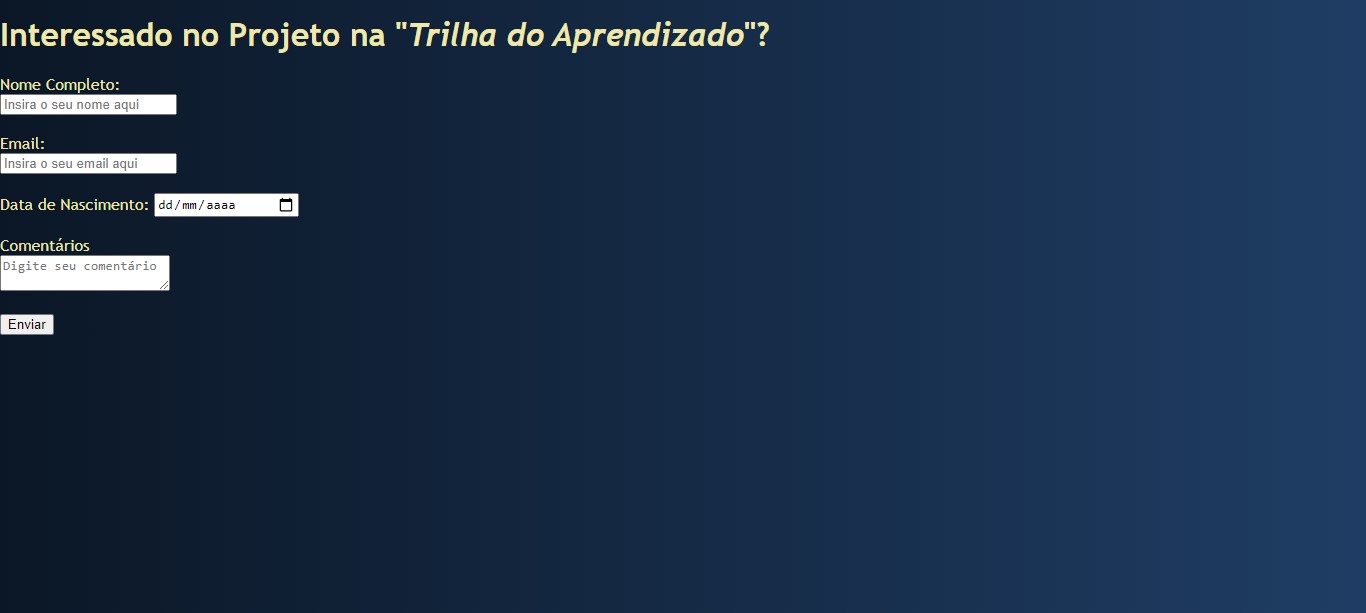 Interessado no Projeto na "Trilha do Aprendizado"?
Nome Completo:
Insira o seu nome aqui
Email:
Insira o seu email aqui
Data de Nascimento: dd/mm/aaaa
Comentários
Digite seu comentário
Enviar